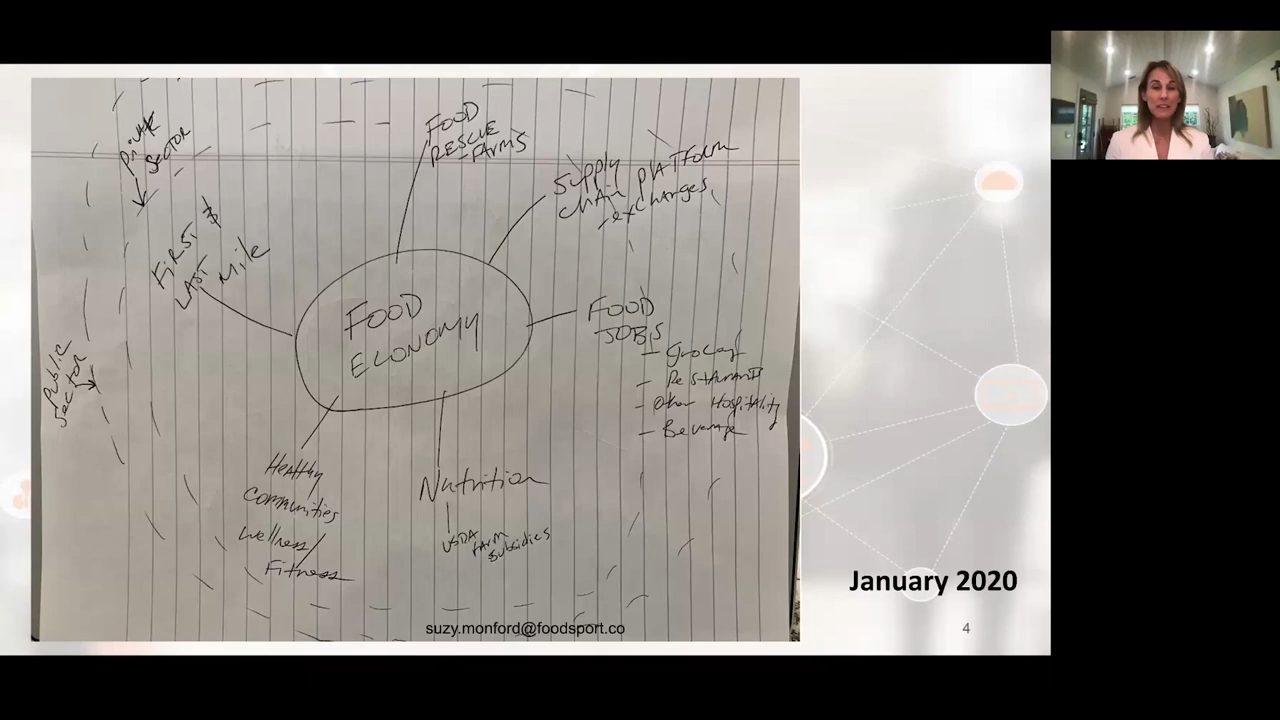 Private
Sector
FOOD
RESCUE
- FARMS
Supply
chain platform
- exchanges
FIRST &
LAST Mile
FOOD
ECONOMY
FOOD
JOBS
- Grocery
- Restaurants
- Other Hospitality
- Beverage
Public
Sector
Healthy
Communities
Wellness/
Fitness
Nutrition
USDA
farm
subsidies
January 2020
suzy.monford@foodsport.co
4